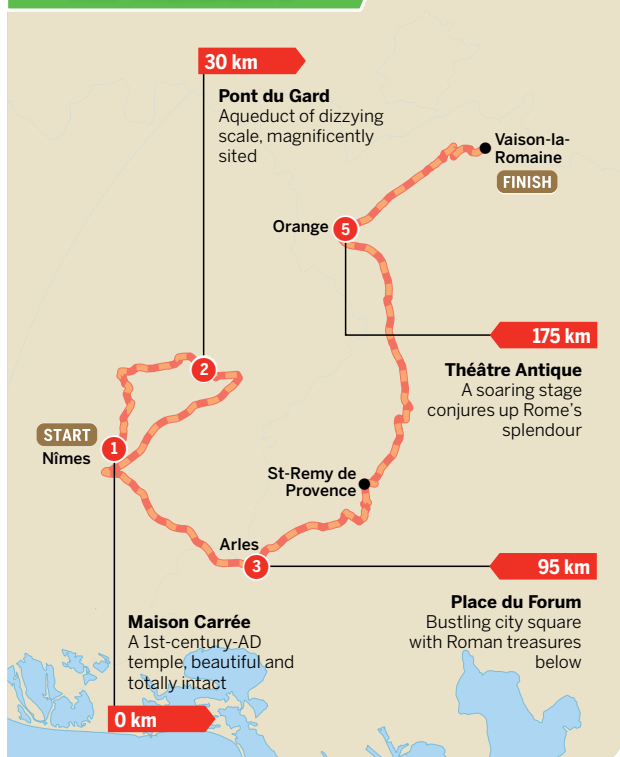 30 km
Pont du Gard
Aqueduct of dizzying
scale, magnificently
sited
Vaison-la-
Romaine
FINISH
Orange
5
175 km
Théâtre Antique
A soaring stage
conjures up Rome's
splendour
2
START
1
Nîmes
St-Remy de
Provence
Arles
3
95 km
Place du Forum
Bustling city square
with Roman treasures
below
Maison Carrée
A 1st-century-AD
temple, beautiful and
totally intact
0 km